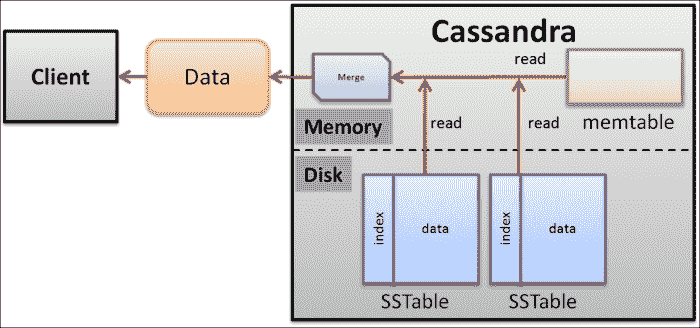 Cassandra
Client
Data
Merge
read
memtable
Memory
read
read
Disk
index
data
index
data
SSTable
SSTable